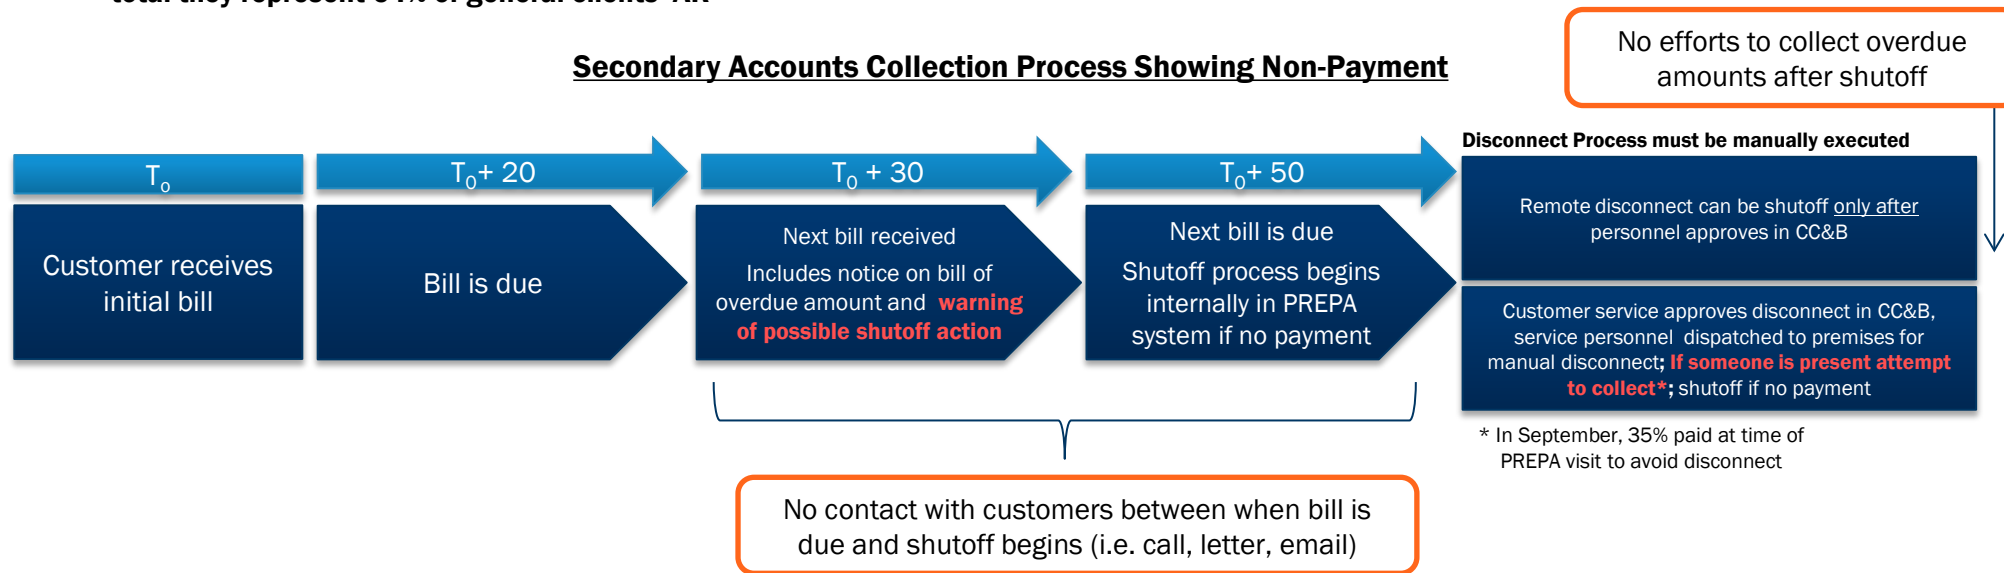 Secondary Accounts Collection Process Showing Non-Payment
No efforts to collect overdue
amounts after shutoff
Disconnect Process must be manually executed
To
T0+ 20
T0 + 30
T0+ 50
Customer receives
initial bill
Bill is due
Next bill received
Includes notice on bill of
overdue amount and warning
of possible shutoff action
Next bill is due
Shutoff process begins
internally in PREPA
system if no payment
Remote disconnect can be shutoff only after
personnel approves in CC&B
Customer service approves disconnect in CC&B,
service personnel dispatched to premises for
manual disconnect; If someone is present attempt
to collect*; shutoff if no payment
* In September, 35% paid at time of
PREPA visit to avoid disconnect
No contact with customers between when bill is
due and shutoff begins (i.e. call, letter, email)